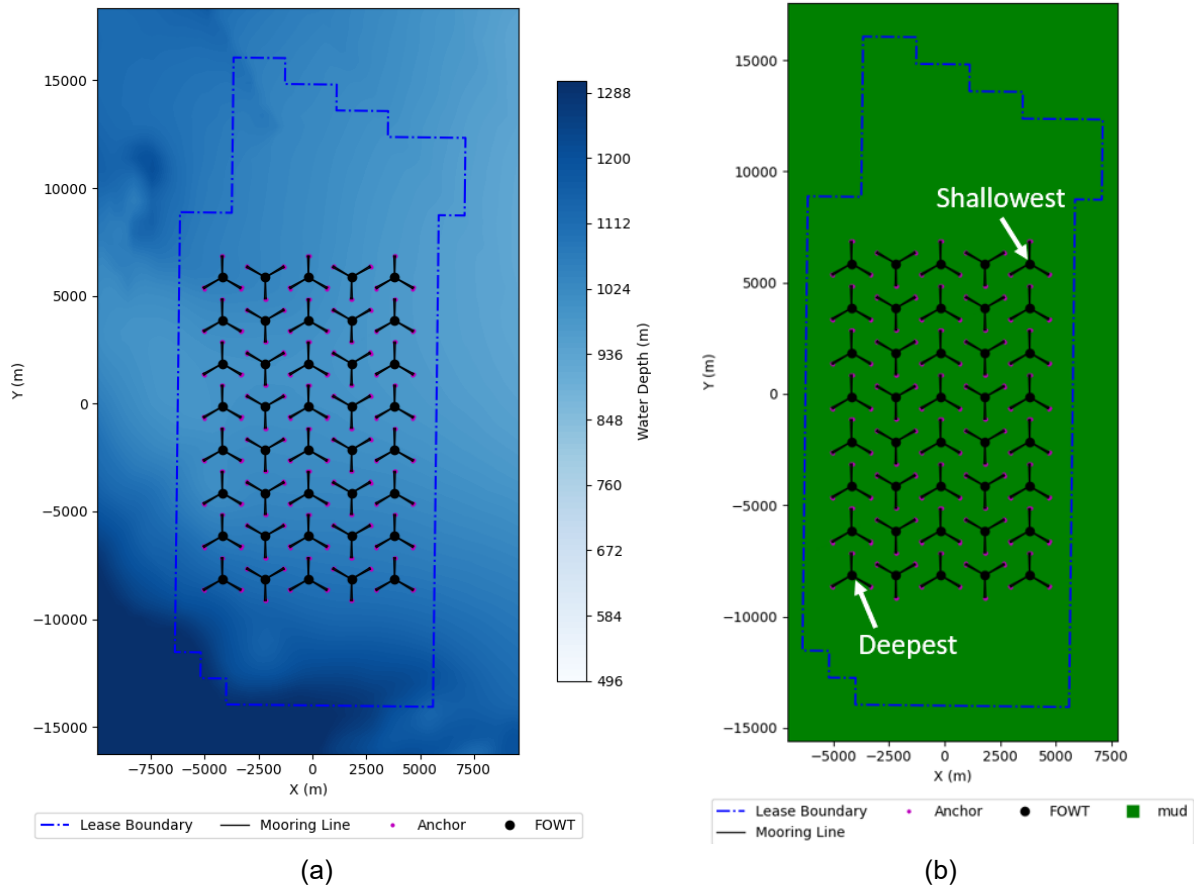 15000
10000
5000
0
−5000
−10000
−15000
Y (m)
−7500 −5000 −2500 0 2500 5000 7500
X (m)
1288
1200
1112
1024
936
848
760
672
584
496
Water Depth (m)
Lease Boundary Mooring Line Anchor FOWT
(a)
15000
10000
5000
0
−5000
−10000
−15000
Y (m)
Shallowest
Deepest
−5000 −2500 0 2500 5000 7500
X (m)
Lease Boundary Anchor FOWT mud
Mooring Line
(b)